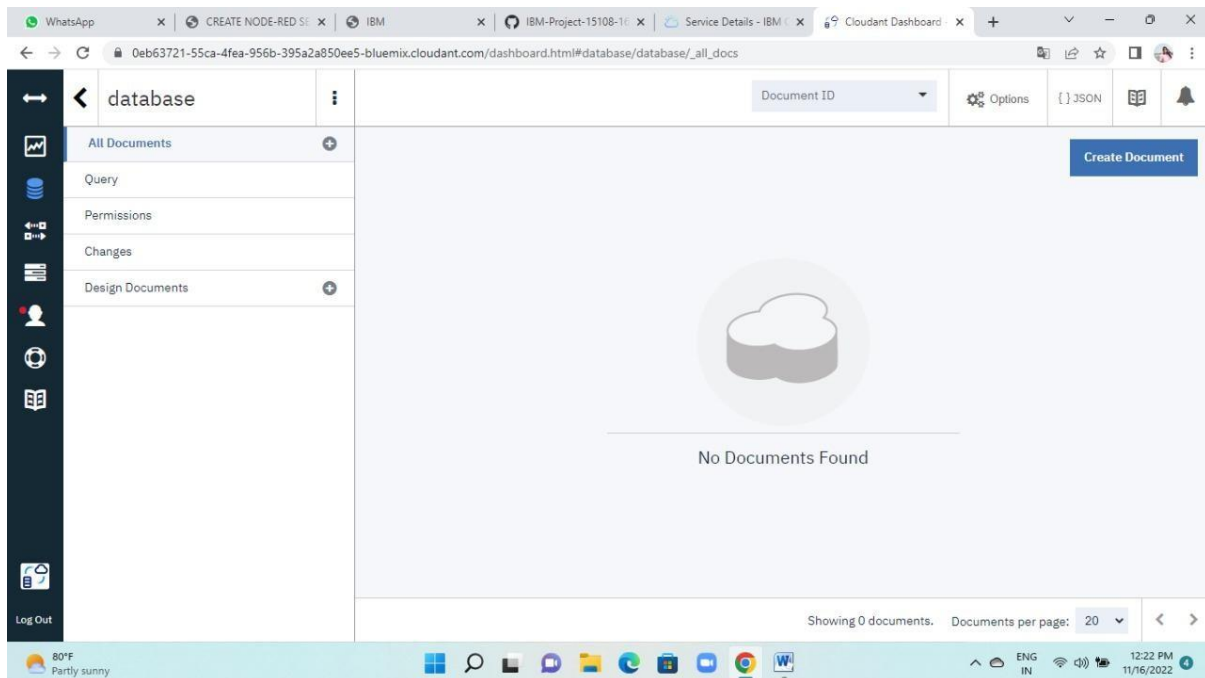 WhatsApp
CREATE NODE-RED SE
IBM
IBM-Project-15108-16
Service Details - IBM C
Cloudant Dashboard
0eb63721-55ca-4fea-956b-395a2a850ee5-bluemix.cloudant.com/dashboard.html#database/database/_all_docs
database
Document ID
Options
{ } JSON
All Documents
Create Document
Query
Permissions
Changes
Design Documents
No Documents Found
Log Out
Showing 0 documents.
Documents per page: 20
80°F
Partly sunny
W
ENG
IN
12:22 PM
11/16/2022
4